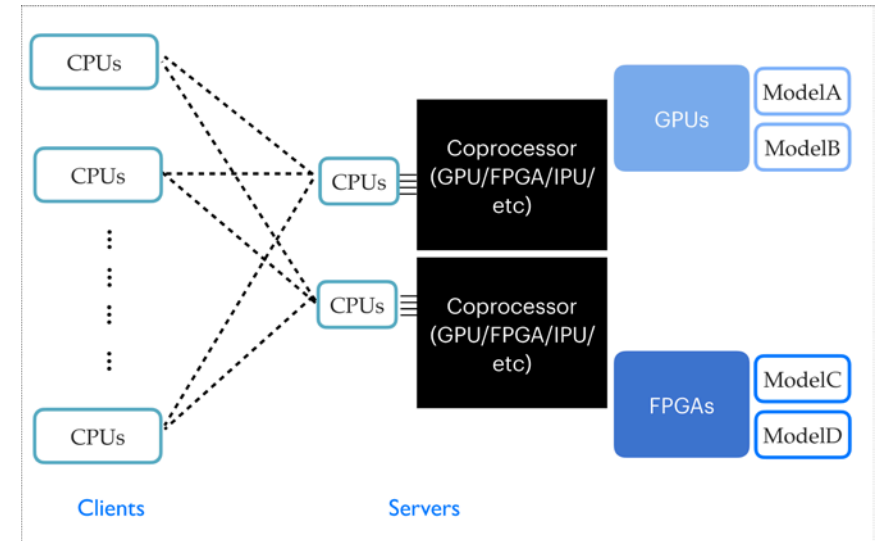 CPUs
CPUs
CPUs
Clients
CPUs
CPUs
Servers
Coprocessor
(GPU/FPGA/IPU/
etc)
Coprocessor
(GPU/FPGA/IPU/
etc)
GPUs
ModelA
ModelB
FPGAs
ModelC
ModelD